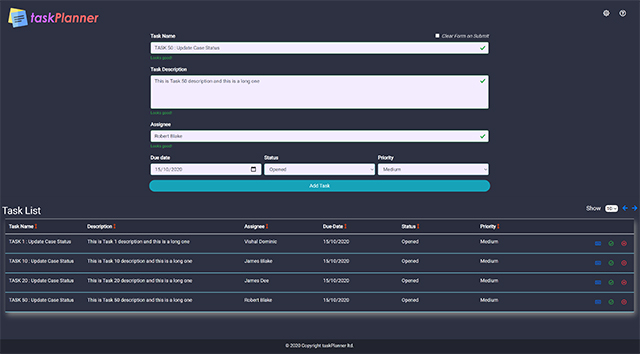 taskPlanner
Task Name
Clear Form on Submit
TASK 50 : Update Case Status
Looks good!
Task Description
This is Task 50 description and this is a long one
Looks good!
Assignee
Robert Blake
Looks good!
Due date Status Priority
15/10/2020 Opened Medium
Add Task
Task List
Show 10
Task Name Description Assignee Due-Date Status Priority
TASK 1 : Update Case Status This is Task 1 description and this is a long one Vishal Dominic 15/10/2020 Opened Medium
TASK 10 : Update Case Status This is Task 10 description and this is a long one James Blake 15/10/2020 Opened Medium
TASK 20 : Update Case Status This is Task 20 description and this is a long one James Doe 15/10/2020 Opened Medium
TASK 50 : Update Case Status This is Task 50 description and this is a long one Robert Blake 15/10/2020 Opened Medium
© 2020 Copyright taskPlanner ltd.